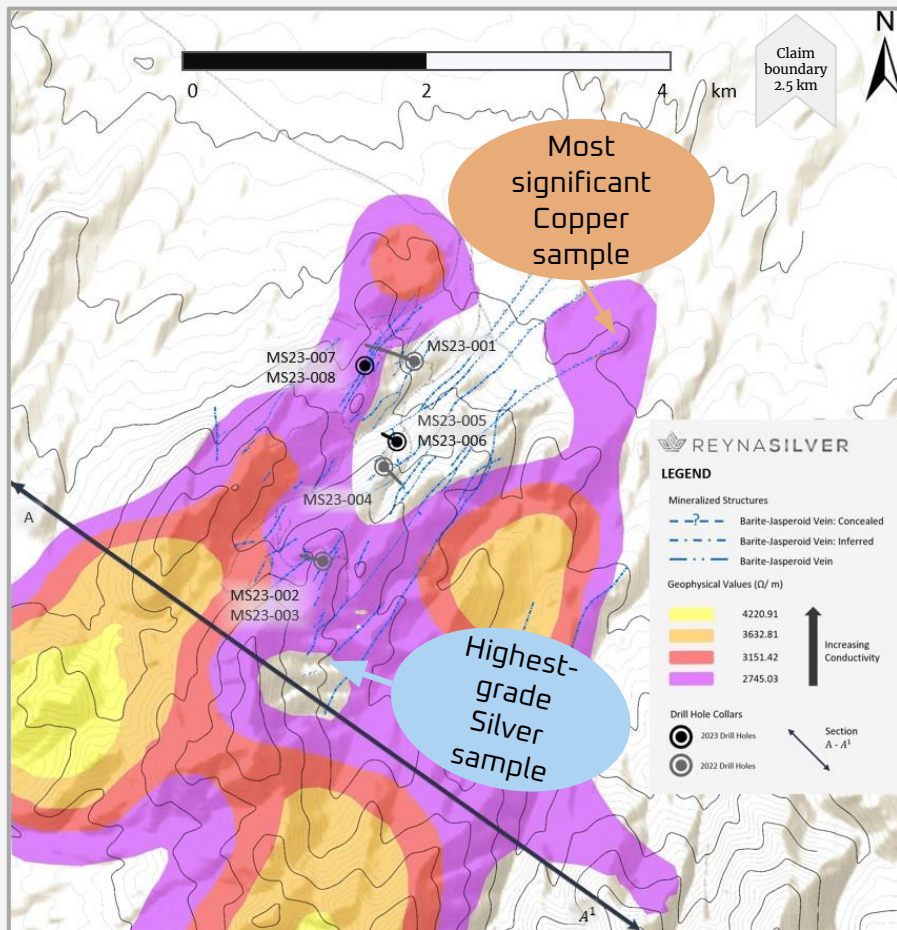 N
Claim
boundary
2.5 km
0 2 4 km
Most
significant
Copper
sample
MS23-007
MS23-008
MS23-001
MS23-005
MS23-006
MS23-004
MS23-002
MS23-003
A
Highest-
grade
Silver
sample
A¹
REYNASILVER
LEGEND
Mineralized Structures
?
Barite-Jasperoid Vein: Concealed
Barite-Jasperoid Vein: Inferred
Barite-Jasperoid Vein
Geophysical Values (Ω/ m)
4220.91
3632.81
3151.42
2745.03
Increasing
Conductivity
Drill Hole Collars
2023 Drill Holes
2022 Drill Holes
Section
A - A¹